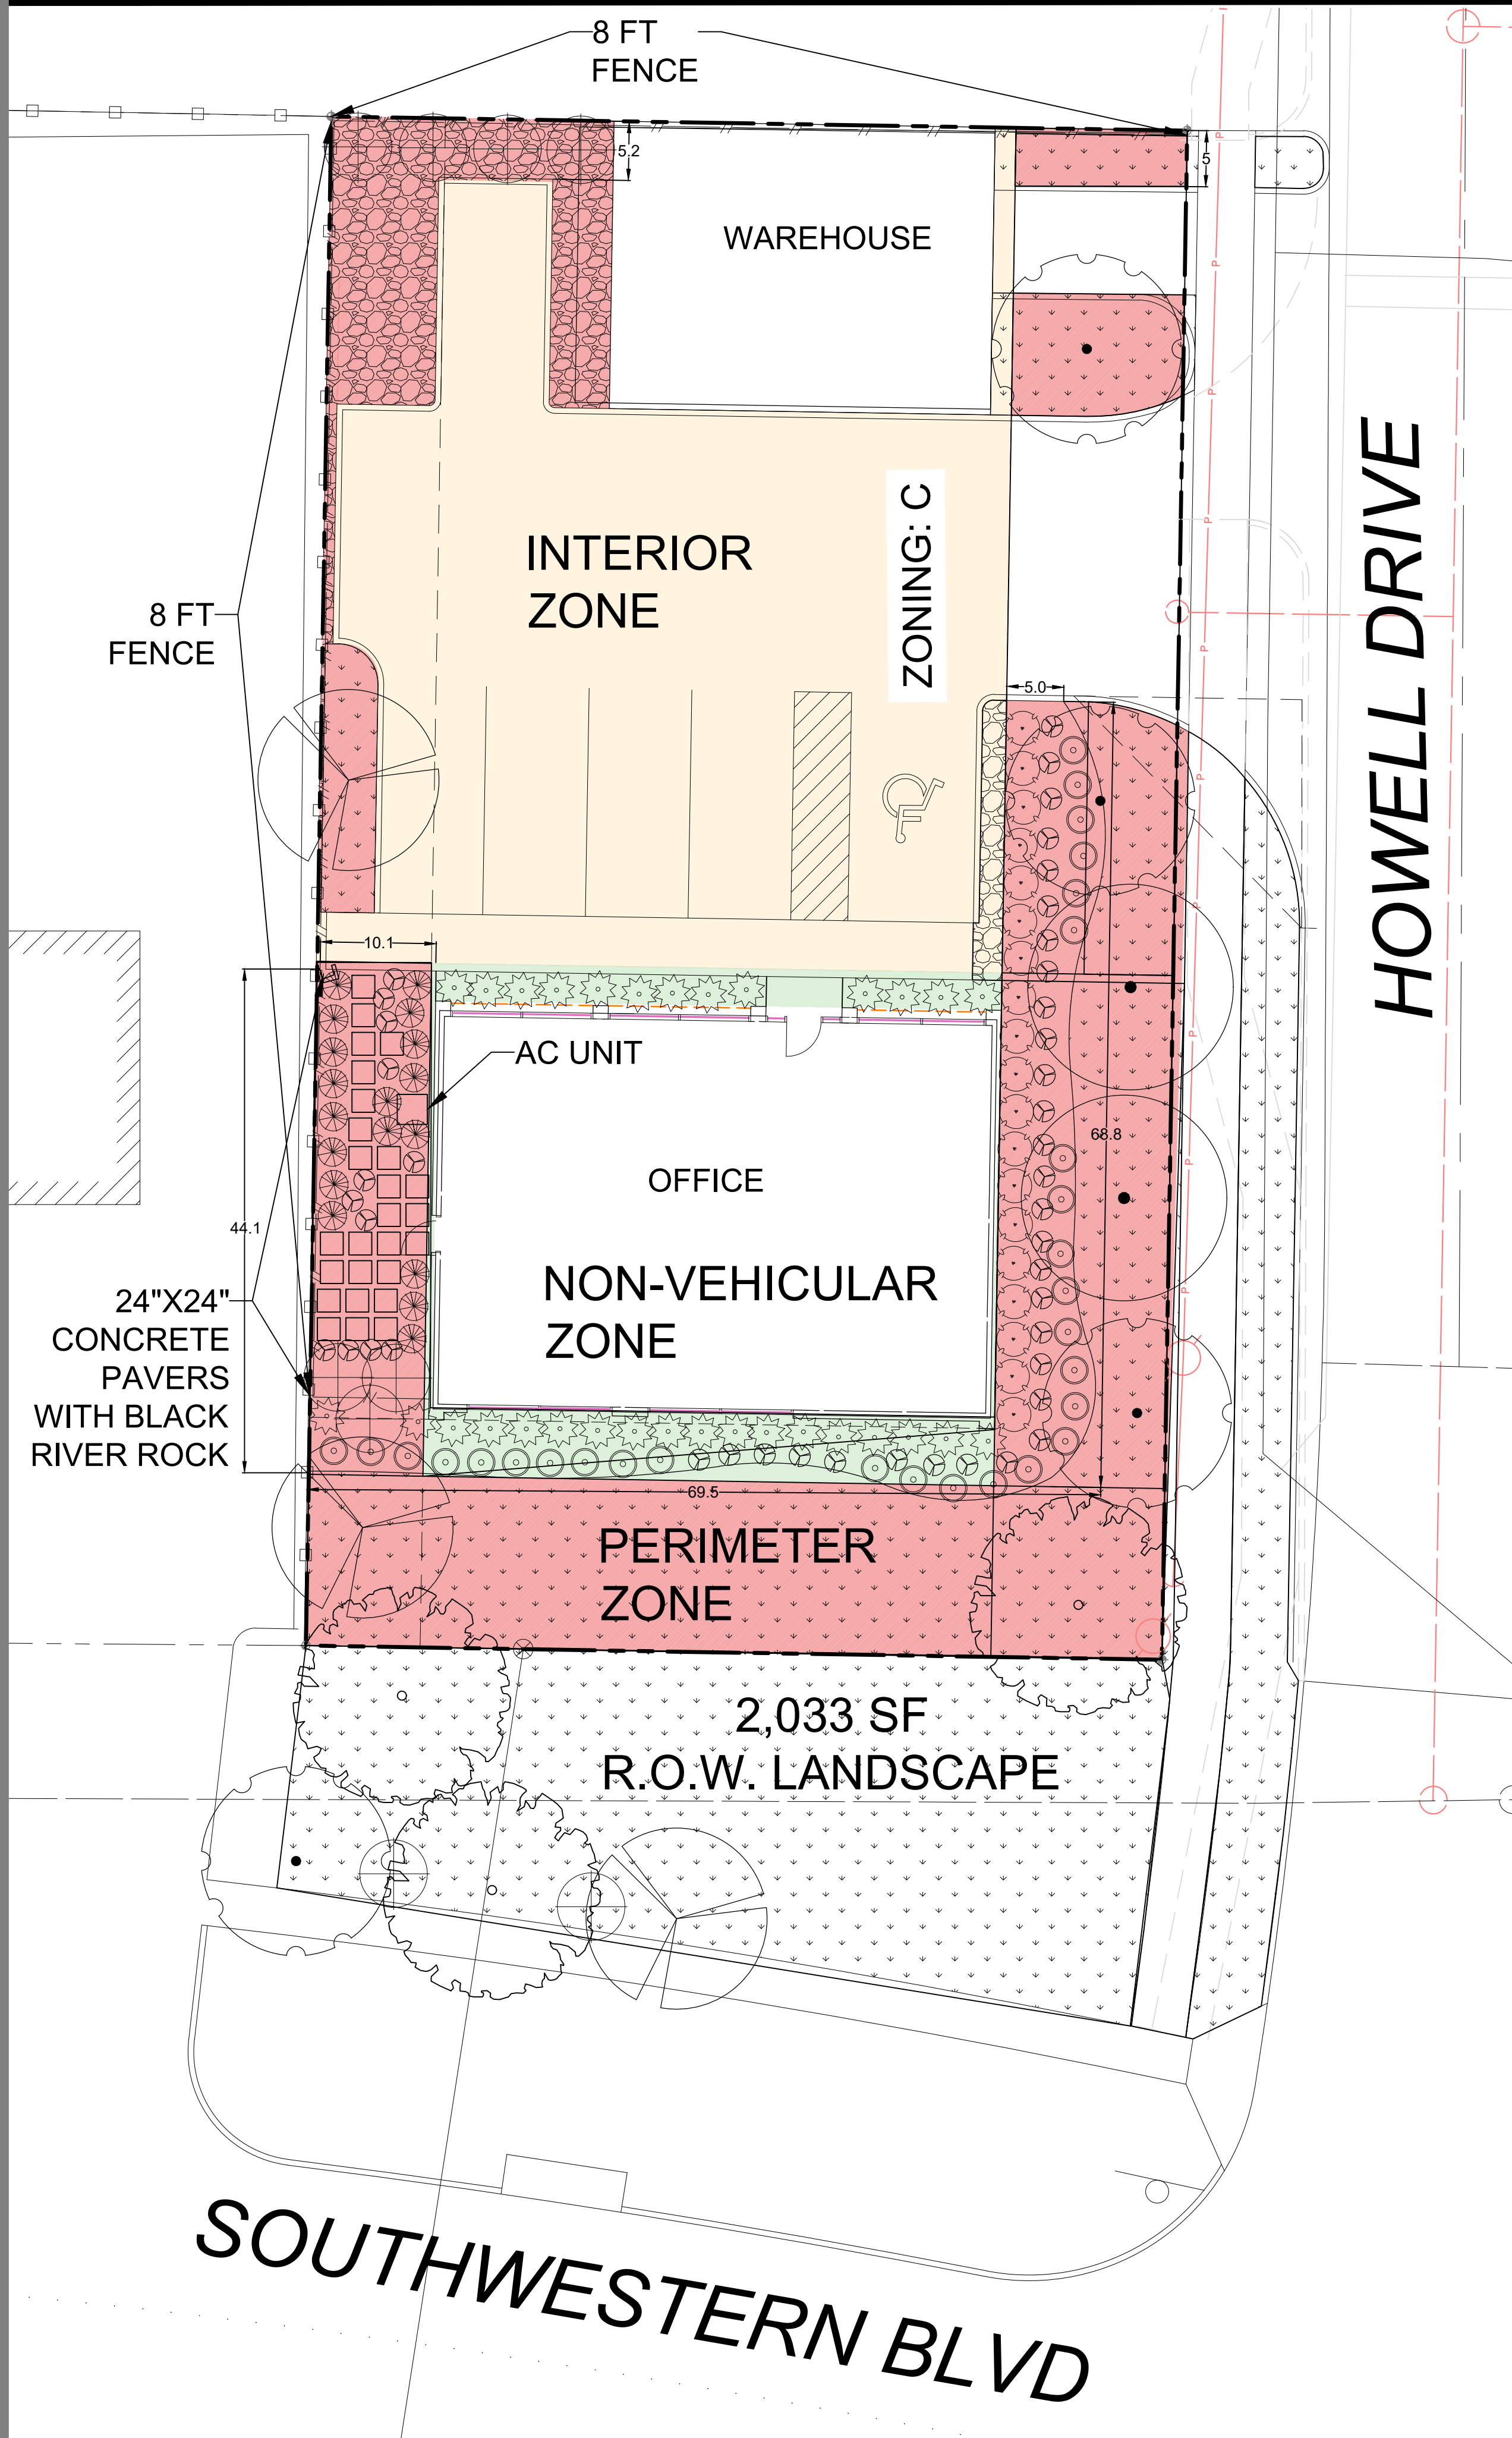 8 FT
FENCE
5.2
5
WAREHOUSE
INTERIOR
ZONE
ZONING: C
HOWELL DRIVE
8 FT
FENCE
5.0
10.1
AC UNIT
68.8
OFFICE
44.1
NON-VEHICULAR
ZONE
24"X24"
CONCRETE
PAVERS
WITH BLACK
RIVER ROCK
69.5
PERIMETER
ZONE
2,033 SF
R.O.W. LANDSCAPE
SOUTHWESTERN BLVD
P
P
P
P
P
P
P
P
P
P
P